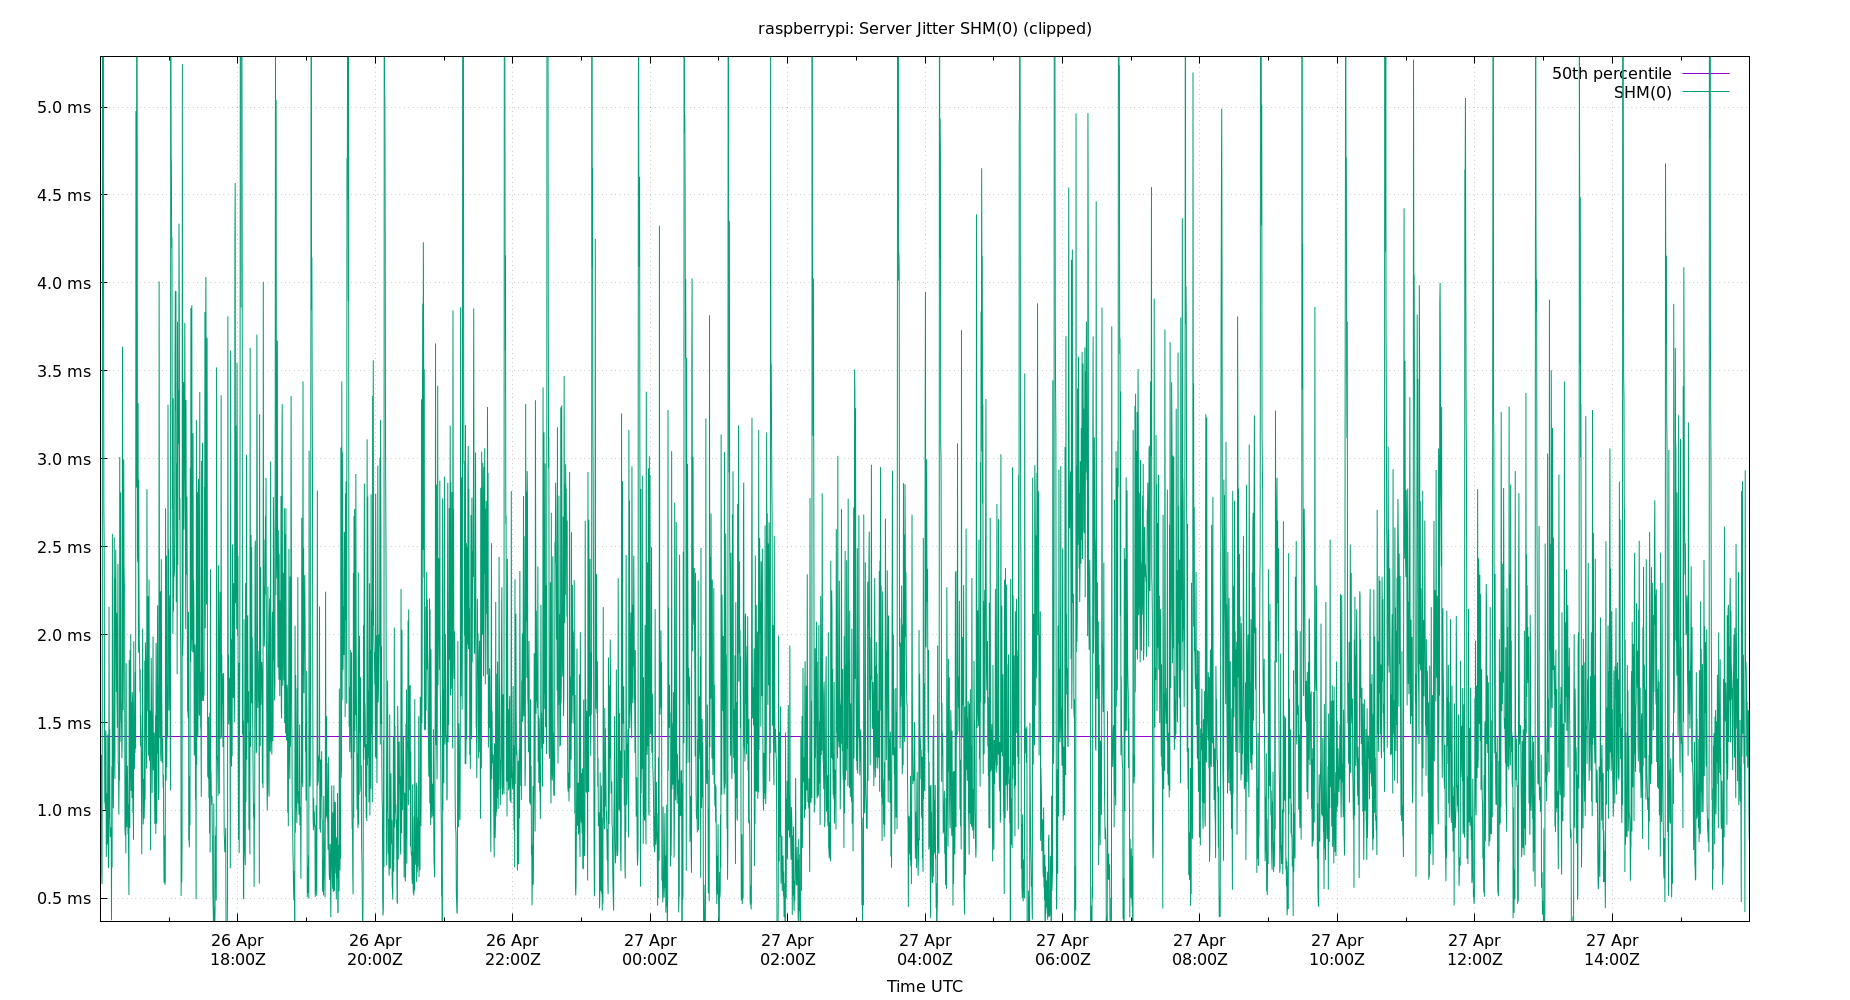 raspberrypi: Server Jitter SHM(0) (clipped)
50th percentile
SHM(0)
5.0 ms
4.5 ms
4.0 ms
3.5 ms
3.0 ms
2.5 ms
2.0 ms
1.5 ms
1.0 ms
0.5 ms
26 Apr 26 Apr 26 Apr 27 Apr 27 Apr 27 Apr 27 Apr 27 Apr 27 Apr 27 Apr 27 Apr
18:00Z 20:00Z 22:00Z 00:00Z 02:00Z 04:00Z 06:00Z 08:00Z 10:00Z 12:00Z 14:00Z
Time UTC